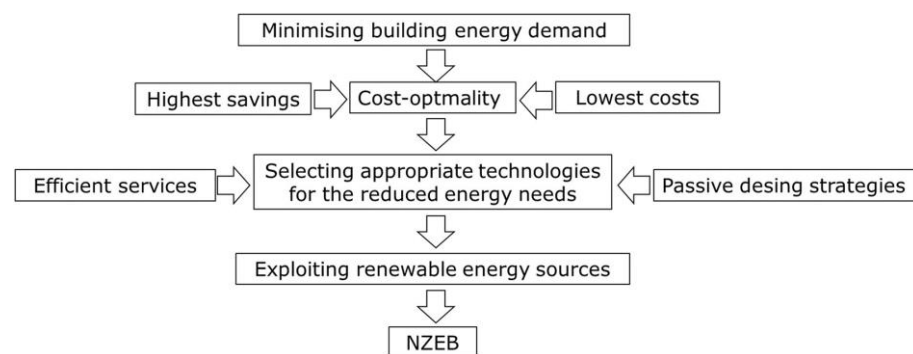 Minimising building energy demand
Highest savings
Cost-optmality
Lowest costs
Efficient services
Selecting appropriate technologies
for the reduced energy needs
Passive desing strategies
Exploiting renewable energy sources
NZEB